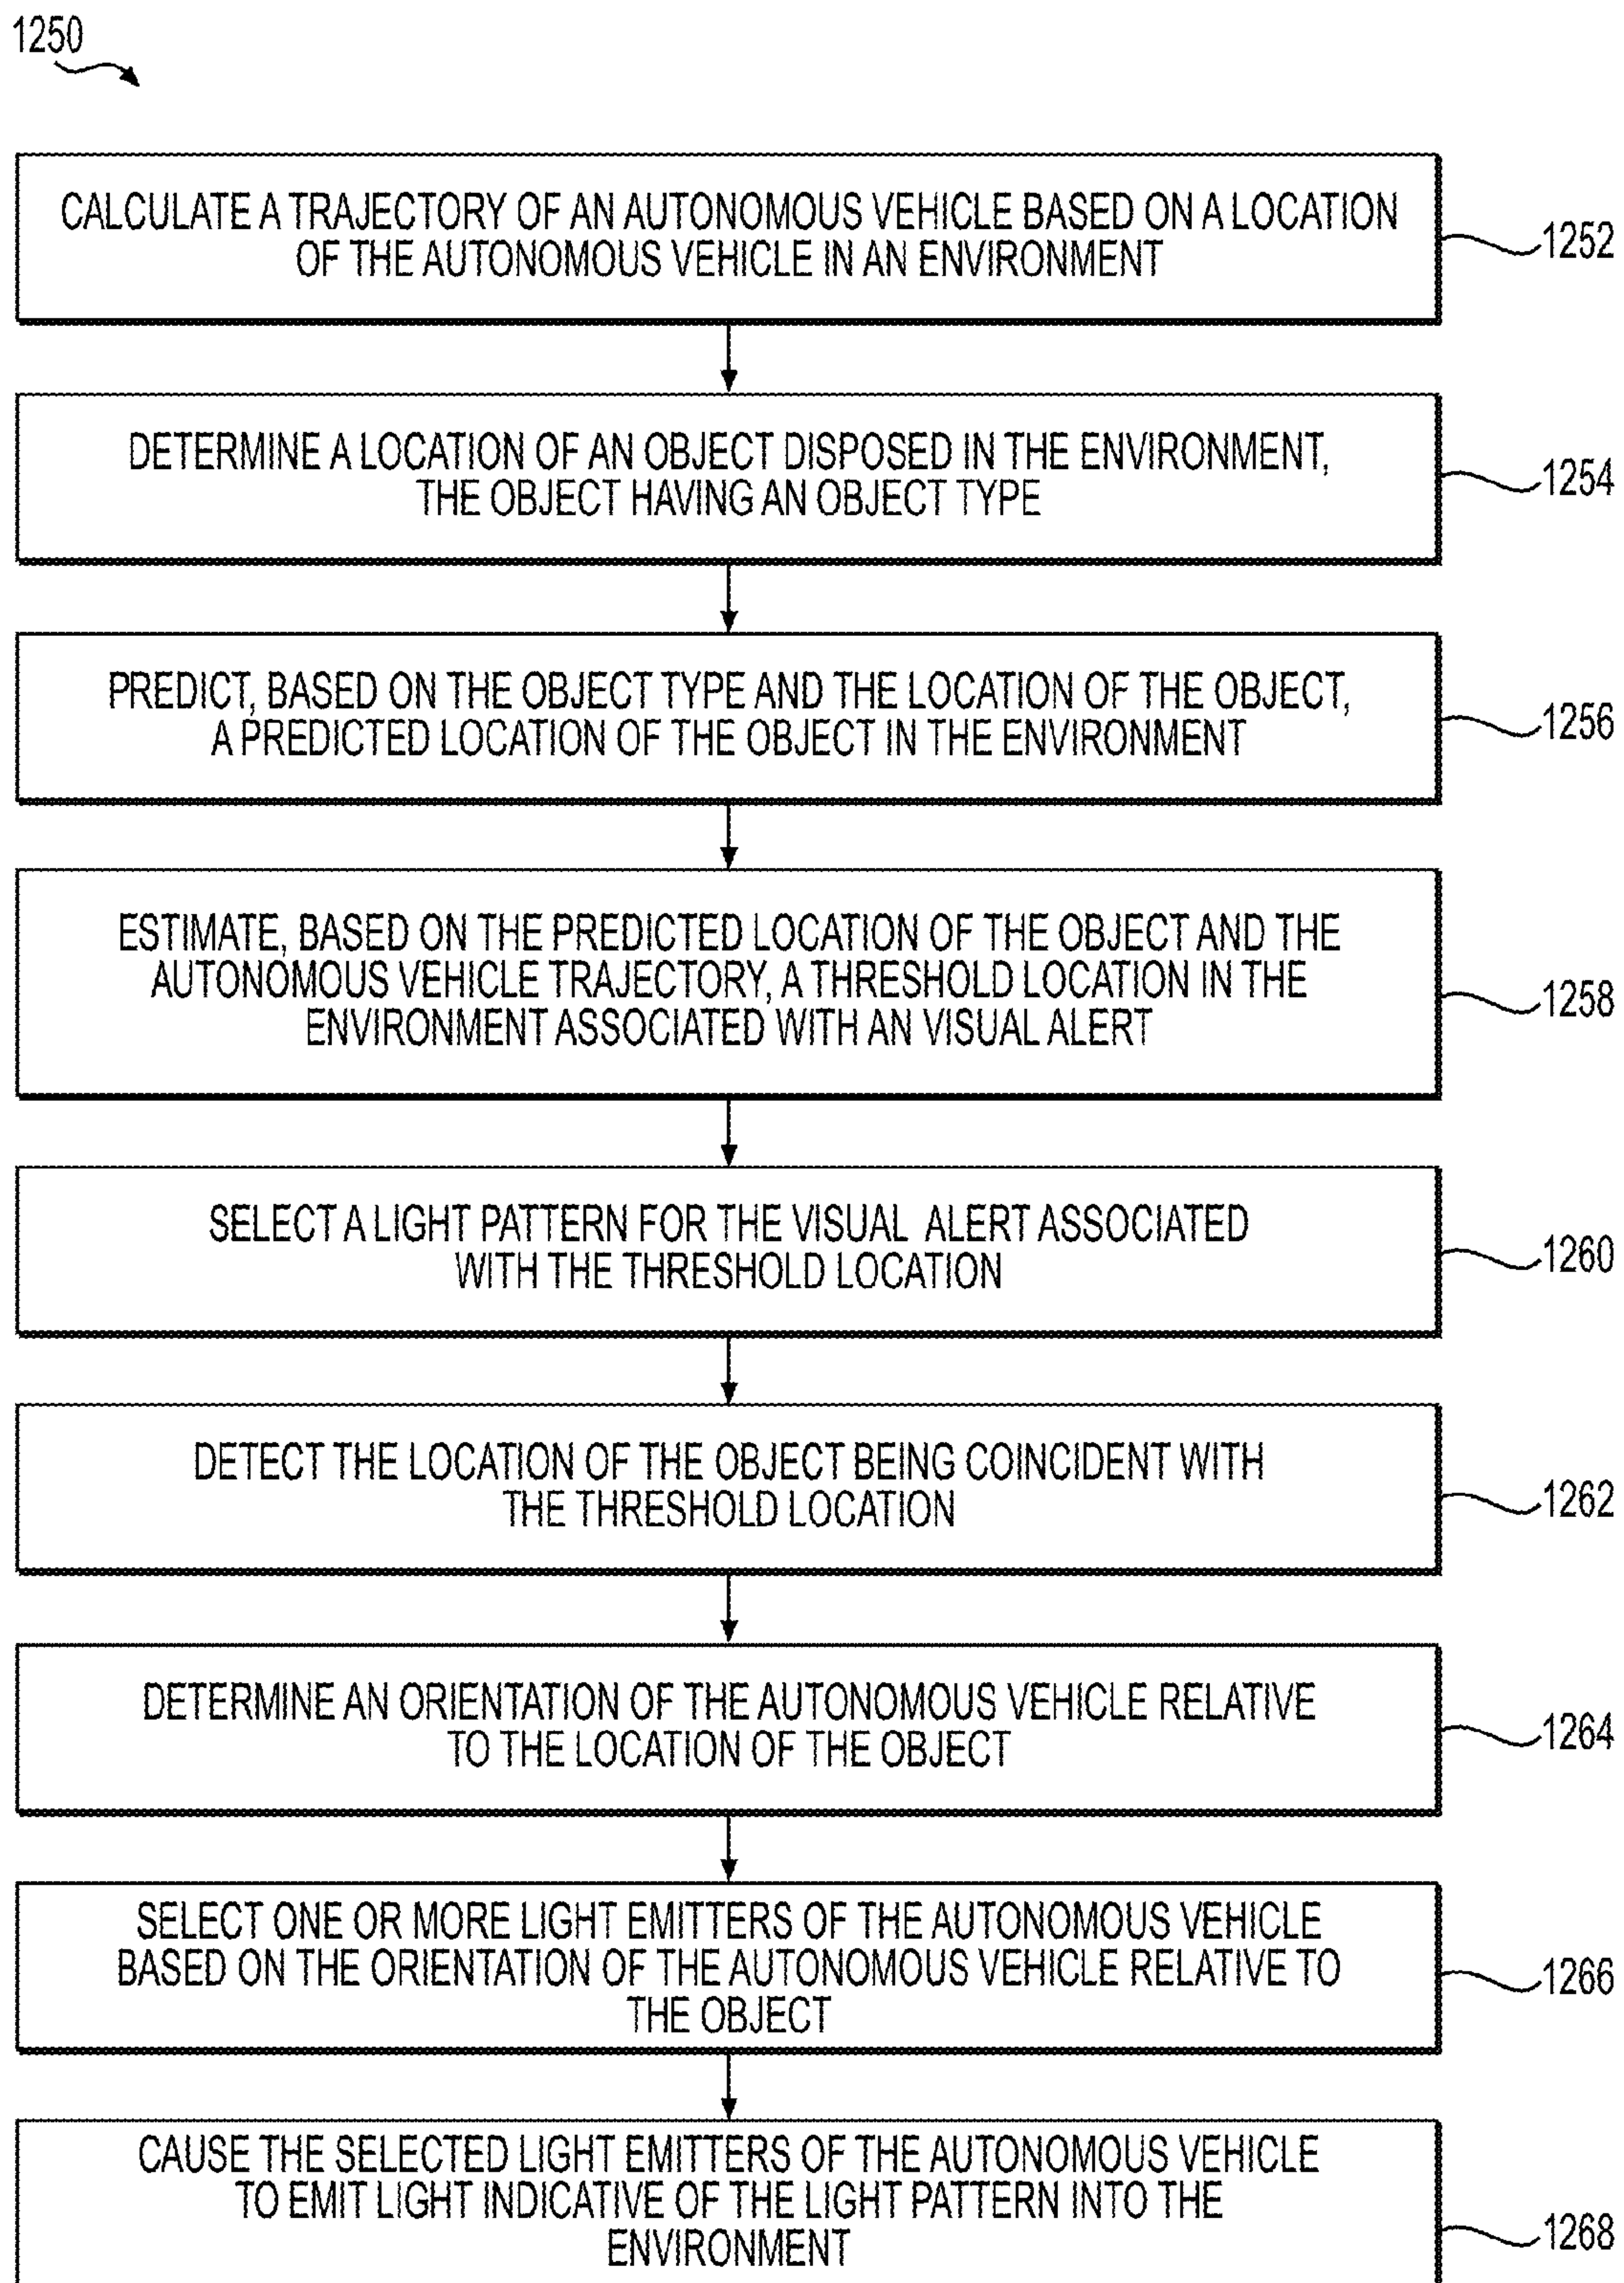 1250
CALCULATE A TRAJECTORY OF AN AUTONOMOUS VEHICLE BASED ON A LOCATION
OF THE AUTONOMOUS VEHICLE IN AN ENVIRONMENT
1252
DETERMINE A LOCATION OF AN OBJECT DISPOSED IN THE ENVIRONMENT,
THE OBJECT HAVING AN OBJECT TYPE
1254
PREDICT, BASED ON THE OBJECT TYPE AND THE LOCATION OF THE OBJECT,
A PREDICTED LOCATION OF THE OBJECT IN THE ENVIRONMENT
1256
ESTIMATE, BASED ON THE PREDICTED LOCATION OF THE OBJECT AND THE
AUTONOMOUS VEHICLE TRAJECTORY, A THRESHOLD LOCATION IN THE
ENVIRONMENT ASSOCIATED WITH AN VISUAL ALERT
1258
SELECT A LIGHT PATTERN FOR THE VISUAL ALERT ASSOCIATED
WITH THE THRESHOLD LOCATION
1260
DETECT THE LOCATION OF THE OBJECT BEING COINCIDENT WITH
THE THRESHOLD LOCATION
1262
DETERMINE AN ORIENTATION OF THE AUTONOMOUS VEHICLE RELATIVE
TO THE LOCATION OF THE OBJECT
1264
SELECT ONE OR MORE LIGHT EMITTERS OF THE AUTONOMOUS VEHICLE
BASED ON THE ORIENTATION OF THE AUTONOMOUS VEHICLE RELATIVE TO
THE OBJECT
1266
CAUSE THE SELECTED LIGHT EMITTERS OF THE AUTONOMOUS VEHICLE
TO EMIT LIGHT INDICATIVE OF THE LIGHT PATTERN INTO THE
ENVIRONMENT
1268